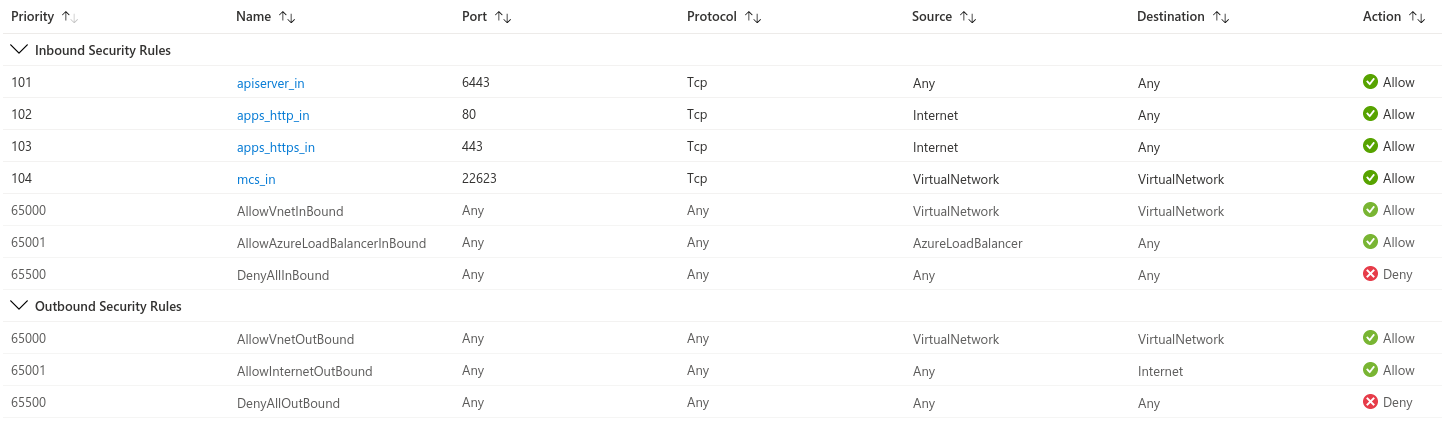 Priority Name Port Protocol Source Destination Action
Inbound Security Rules
101 apiserver_in 6443 Tcp Any Any Allow
102 apps_http_in 80 Tcp Internet Any Allow
103 apps_https_in 443 Tcp Internet Any Allow
104 mcs_in 22623 Tcp VirtualNetwork VirtualNetwork Allow
65000 AllowVnetInBound Any Any VirtualNetwork VirtualNetwork Allow
65001 AllowAzureLoadBalancerInBound Any Any AzureLoadBalancer Any Allow
65500 DenyAllInBound Any Any Any Any Deny
Outbound Security Rules
65000 AllowVnetOutBound Any Any VirtualNetwork VirtualNetwork Allow
65001 AllowInternetOutBound Any Any Any Internet Allow
65500 DenyAllOutBound Any Any Any Any Deny